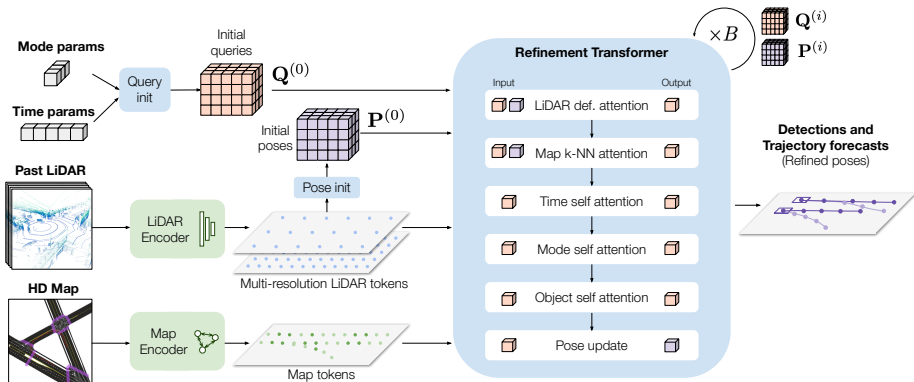 Mode params
Time params
Query
init
Initial
queries
Q^(0)
Initial
poses
P^(0)
Pose init
Past LiDAR
LiDAR
Encoder
Multi-resolution LiDAR tokens
HD Map
Map
Encoder
Map tokens
Refinement Transformer
Input
Output
LiDAR def. attention
Map k-NN attention
Time self attention
Mode self attention
Object self attention
Pose update
×B
Q^(i)
P^(i)
Detections and
Trajectory forecasts
(Refined poses)